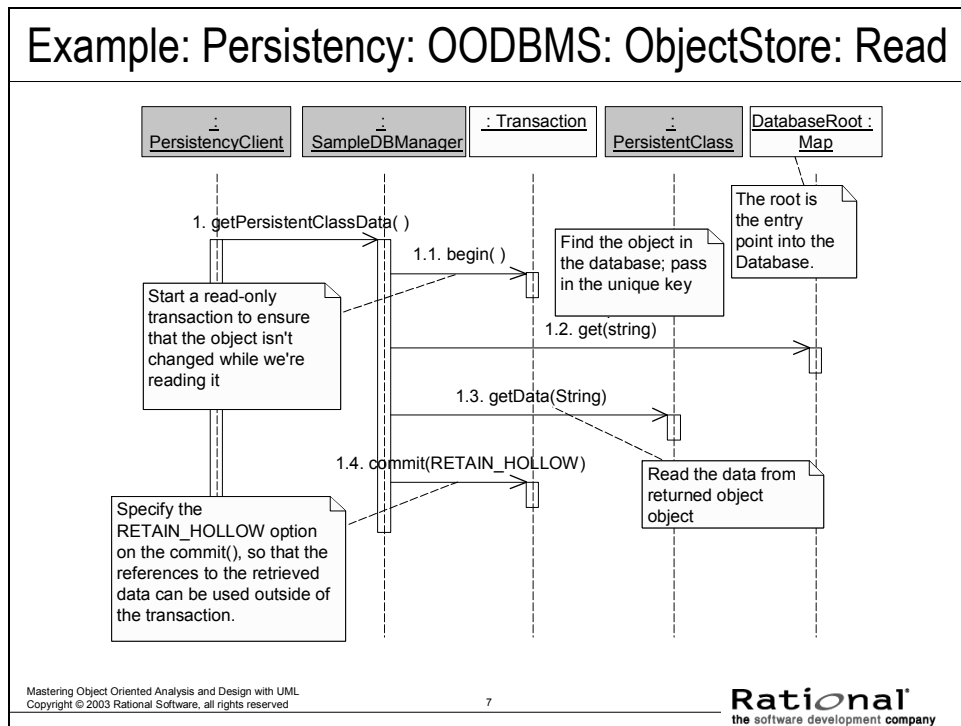 Example: Persistency: OODBMS: ObjectStore: Read
:
PersistencyClient
:
SampleDBManager
: Transaction
:
PersistentClass
DatabaseRoot :
Map
The root is
the entry
point into the
Database.
1. getPersistentClassData( )
1.1. begin( )
Find the object in
the database; pass
in the unique key
Start a read-only
transaction to ensure
that the object isn't
changed while we're
reading it
1.2. get(string)
1.3. getData(String)
1.4. commit(RETAIN_HOLLOW)
Read the data from
returned object
object
Specify the
RETAIN_HOLLOW option
on the commit(), so that the
references to the retrieved
data can be used outside of
the transaction.
Mastering Object Oriented Analysis and Design with UML
Copyright © 2003 Rational Software, all rights reserved
7
Rational
the software development company